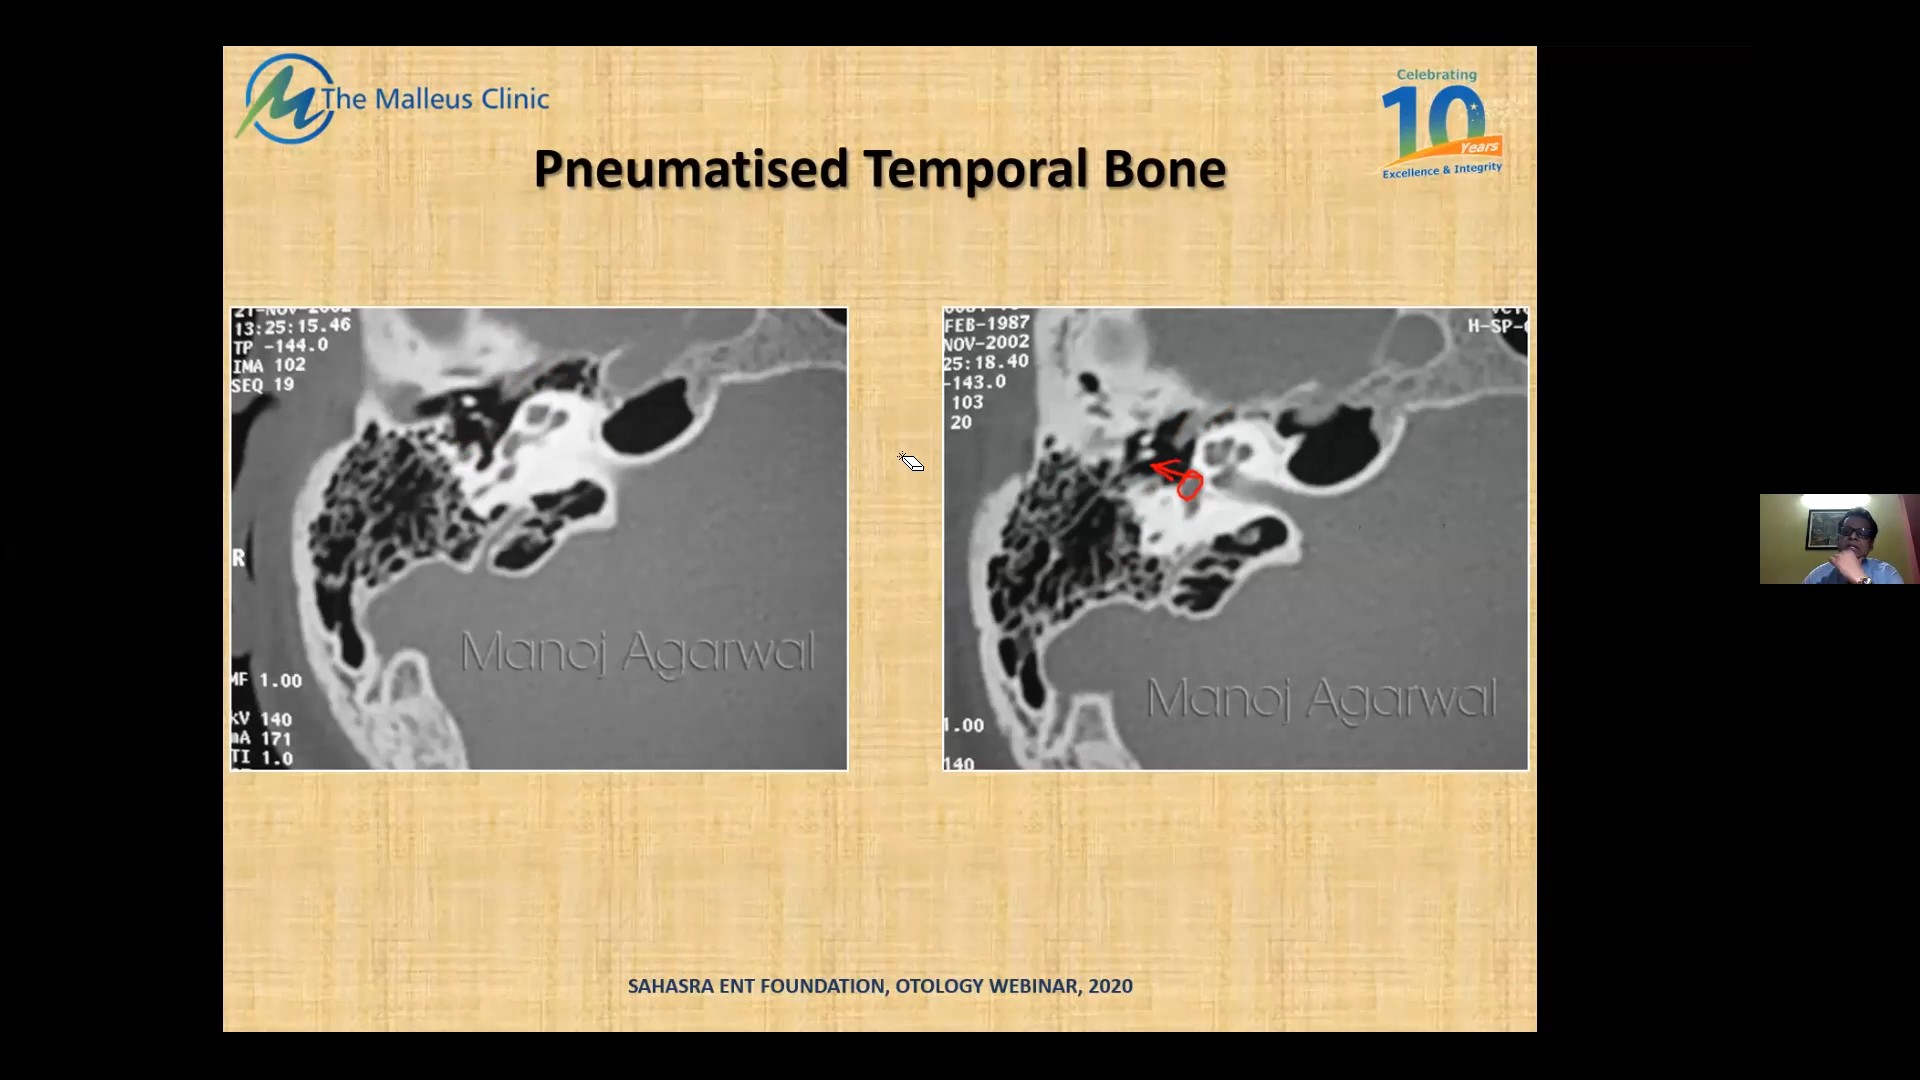 The Malleus Clinic
Celebrating
10
Years
Excellence & Integrity
Pneumatised Temporal Bone
21-NOV-2002
13:25:15.46
TP -144.0
IMA 102
SEQ 19
R
MF 1.00
kV 140
mA 171
TI 1.0
Manoj Agarwal
FEB-1987
NOV-2002
25:18.40
-143.0
103
20
H-SP-
1.00
140
Manoj Agarwal
SAHASRA ENT FOUNDATION, OTOLOGY WEBINAR, 2020